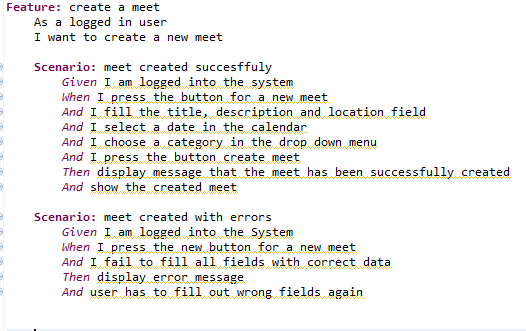 Feature: create a meet
As a logged in user
I want to create a new meet
Scenario: meet created succesffuly
Given I am logged into the system
When I press the button for a new meet
And I fill the title, description and location field
And I select a date in the calendar
And I choose a category in the drop down menu
And I press the button create meet
Then display message that the meet has been successfully created
And show the created meet
Scenario: meet created with errors
Given I am logged into the System
When I press the new button for a new meet
And I fail to fill all fields with correct data
Then display error message
And user has to fill out wrong fields again